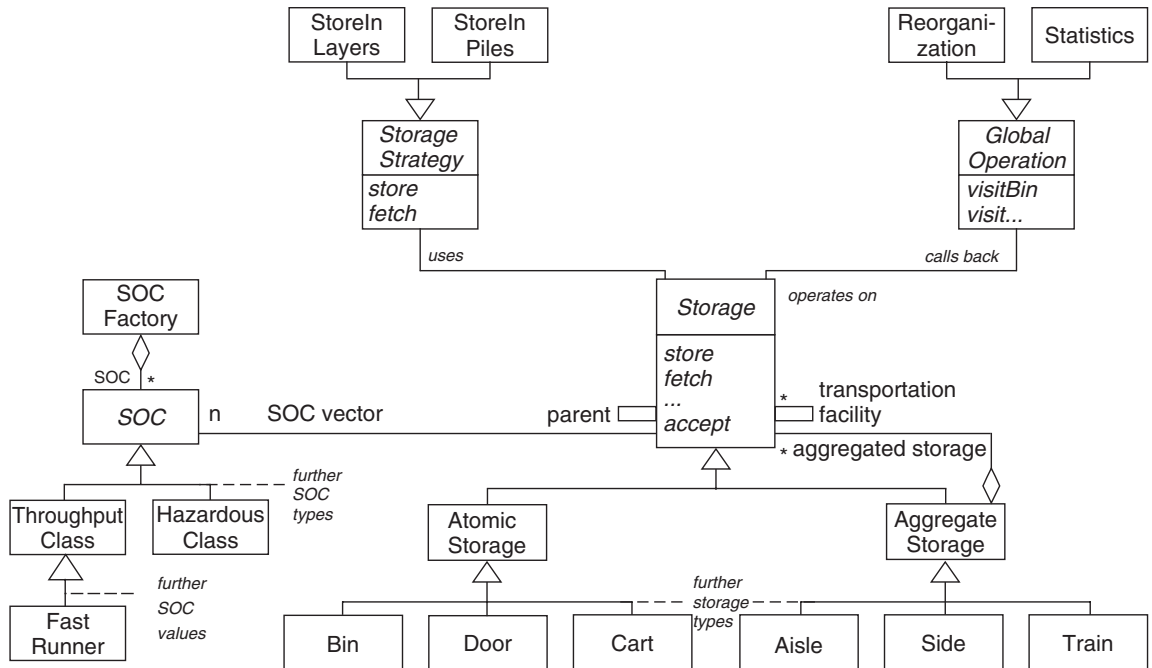 StoreIn
Layers
StoreIn
Piles
Reorgani-
zation
Statistics
Storage
Strategy
store
fetch
Global
Operation
visitBin
visit...
uses
calls back
SOC
Factory
Storage
operates on
store
fetch
...
accept
SOC *
SOC
n SOC vector
parent
* transportation
facility
* aggregated storage
further
SOC
types
Throughput
Class
Hazardous
Class
Atomic
Storage
Aggregate
Storage
further
SOC
values
further
storage
types
Fast
Runner
Bin
Door
Cart
Aisle
Side
Train